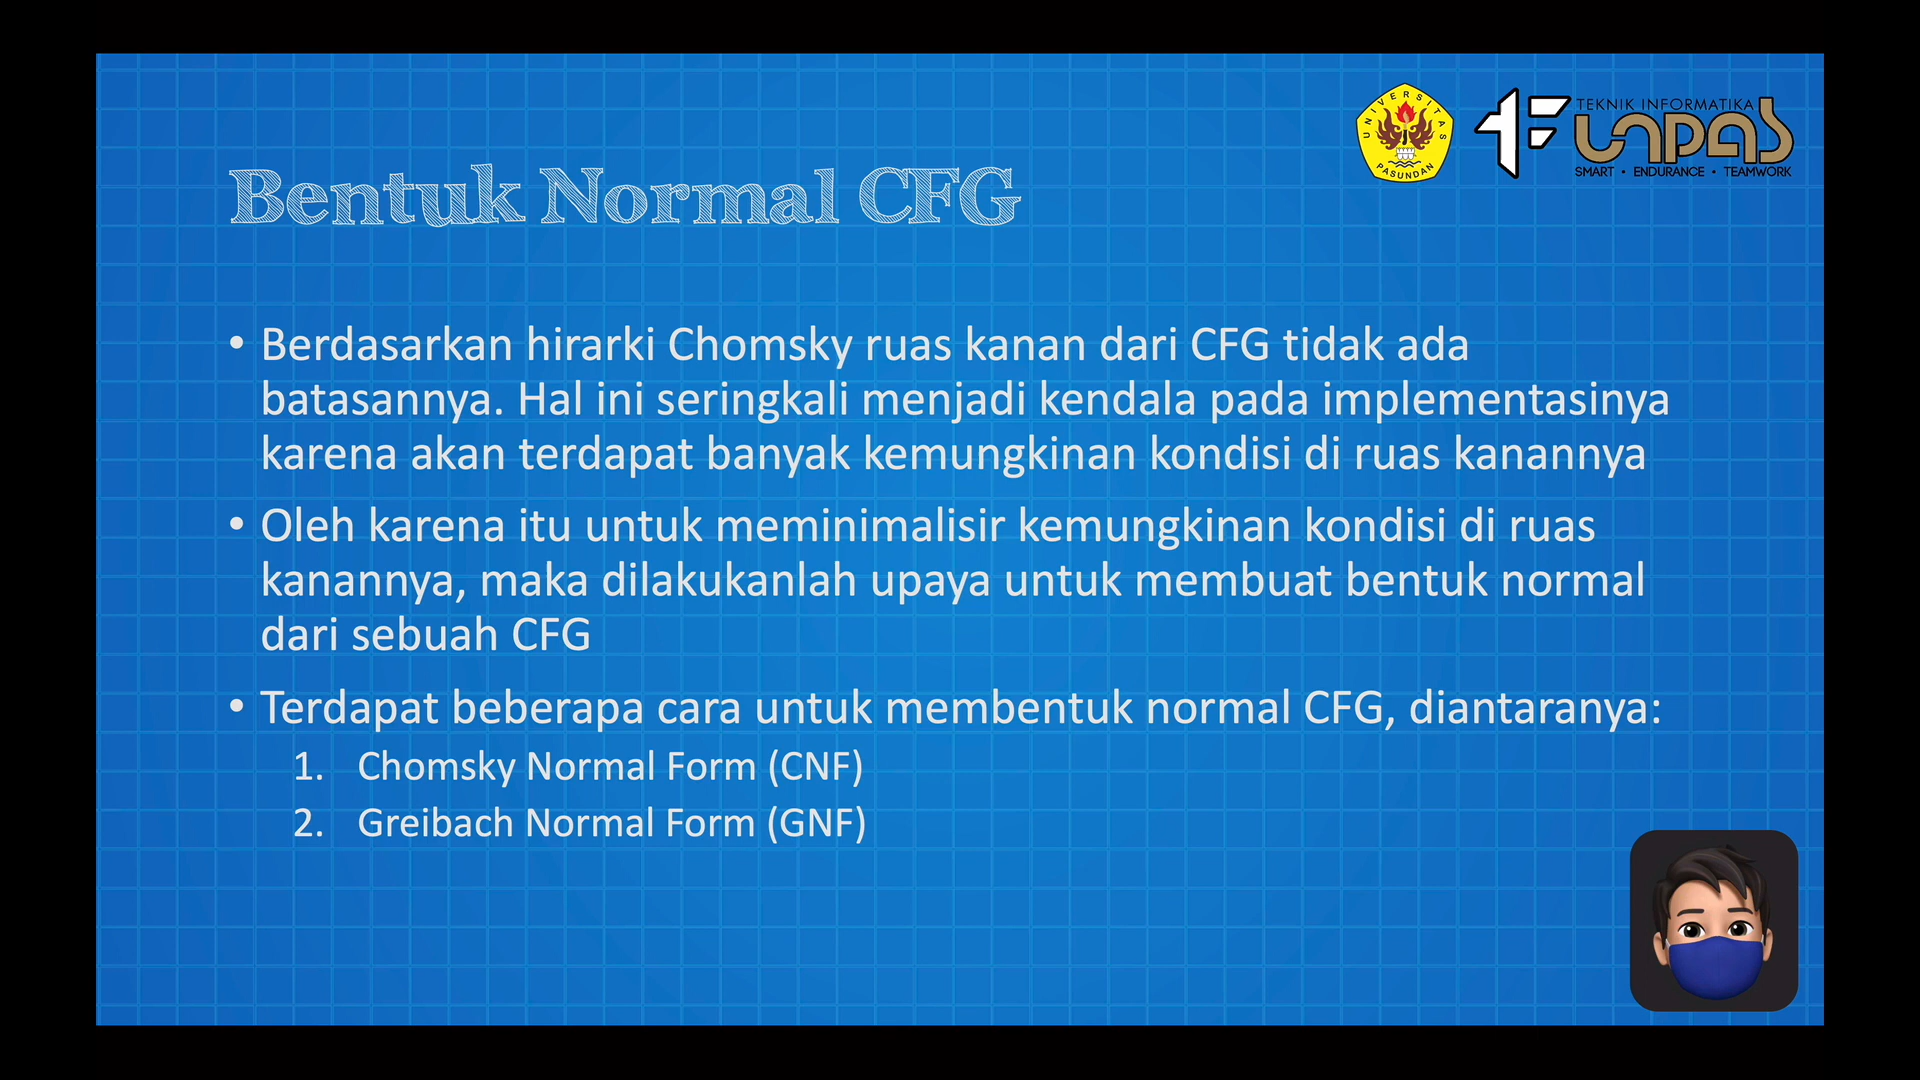 UNIVERSITAS
PASUNDAN
TEKNIK INFORMATIKA
UNPAS
SMART • ENDURANCE • TEAMWORK
Bentuk Normal CFG
• Berdasarkan hirarki Chomsky ruas kanan dari CFG tidak ada
batasannya. Hal ini seringkali menjadi kendala pada implementasinya
karena akan terdapat banyak kemungkinan kondisi di ruas kanannya
• Oleh karena itu untuk meminimalisir kemungkinan kondisi di ruas
kanannya, maka dilakukanlah upaya untuk membuat bentuk normal
dari sebuah CFG
• Terdapat beberapa cara untuk membentuk normal CFG, diantaranya:
1. Chomsky Normal Form (CNF)
2. Greibach Normal Form (GNF)